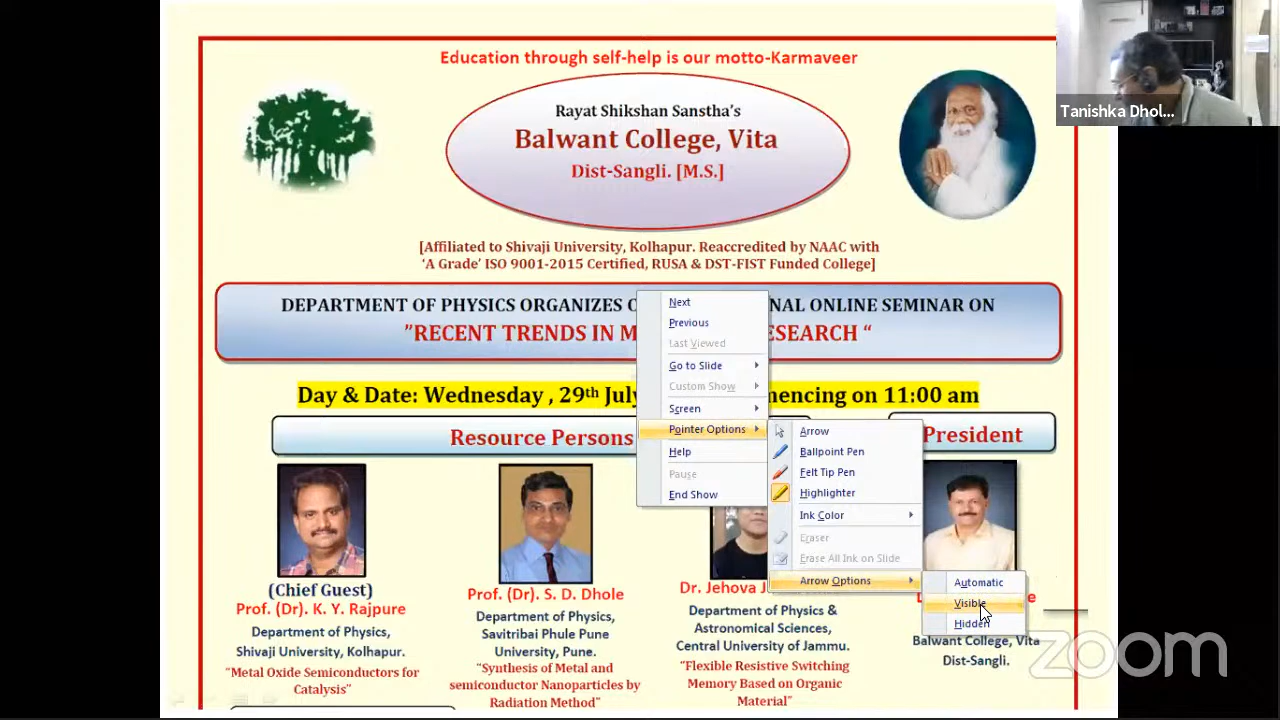 Education through self-help is our motto-Karmaveer
Rayat Shikshan Sanstha's
Balwant College, Vita
Dist-Sangli. [M.S.]
Tanishka Dhol...
[Affiliated to Shivaji University, Kolhapur. Reaccredited by NAAC with
‘A Grade’ ISO 9001-2015 Certified, RUSA & DST-FIST Funded College]
DEPARTMENT OF PHYSICS ORGANIZES O NAL ONLINE SEMINAR ON
”RECENT TRENDS IN M ESEARCH “
Day & Date: Wednesday , 29th July mencing on 11:00 am
Resource Persons
President
Next
Previous
Last Viewed
Go to Slide
Custom Show
Screen
Pointer Options
Help
Pause
End Show
Arrow
Ballpoint Pen
Felt Tip Pen
Highlighter
Ink Color
Eraser
Erase All Ink on Slide
Arrow Options
Automatic
Visible
Hidden
(Chief Guest)
Prof. (Dr). K. Y. Rajpure
Department of Physics,
Shivaji University, Kolhapur.
“Metal Oxide Semiconductors for
Catalysis”
Prof. (Dr). S. D. Dhole
Department of Physics,
Savitribai Phule Pune
University, Pune.
“Synthesis of Metal and
semiconductor Nanoparticles by
Radiation Method”
Dr. Jehova J
Department of Physics &
Astronomical Sciences,
Central University of Jammu.
“Flexible Resistive Switching
Memory Based on Organic
Material”
Balwant College, Vita
Dist-Sangli.
zoom